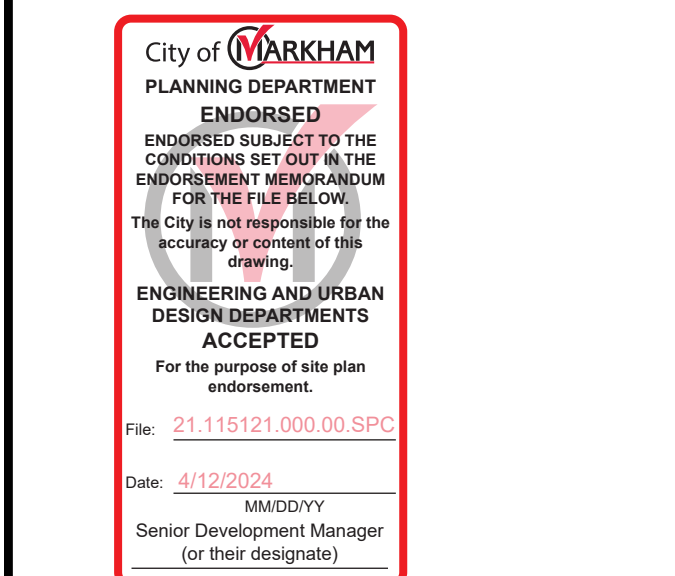 City of MARKHAM
PLANNING DEPARTMENT
ENDORSED
ENDORSED SUBJECT TO THE
CONDITIONS SET OUT IN THE
ENDORSEMENT MEMORANDUM
FOR THE FILE BELOW.
The City is not responsible for the
accuracy or content of this
drawing.
ENGINEERING AND URBAN
DESIGN DEPARTMENTS
ACCEPTED
For the purpose of site plan
endorsement.
File: 21.115121.000.00.SPC
Date: 4/12/2024
MM/DD/YY
Senior Development Manager
(or their designate)